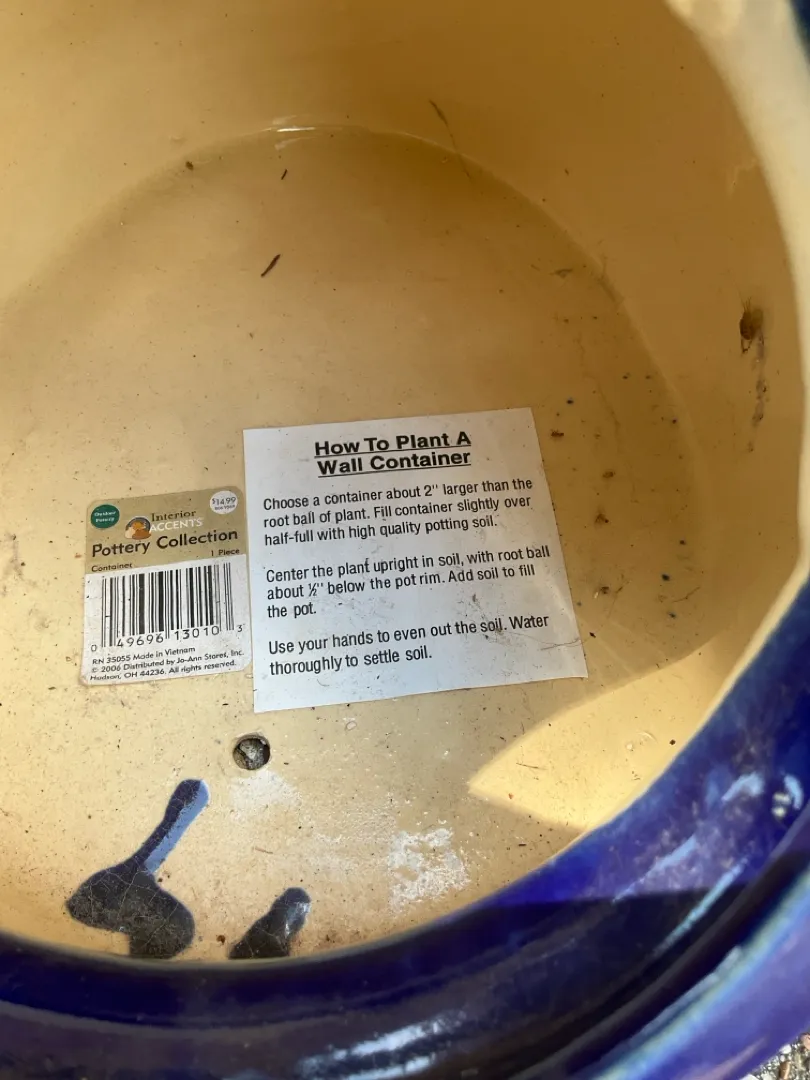 How To Plant A
Wall Container
Choose a container about 2" larger than the
root ball of plant. Fill container slightly over
half-full with high quality potting soil.
Center the plant upright in soil, with root ball
about ½" below the pot rim. Add soil to fill
the pot.
Use your hands to even out the soil. Water
thoroughly to settle soil.
$14.99
Interior
ACCENTS
Pottery Collection
Container 1 Piece
0 49696 13010 3
RN 35055 Made in Vietnam
© 2006 Distributed by Jo-Ann Stores, Inc.
Hudson, OH 44236. All rights reserved.